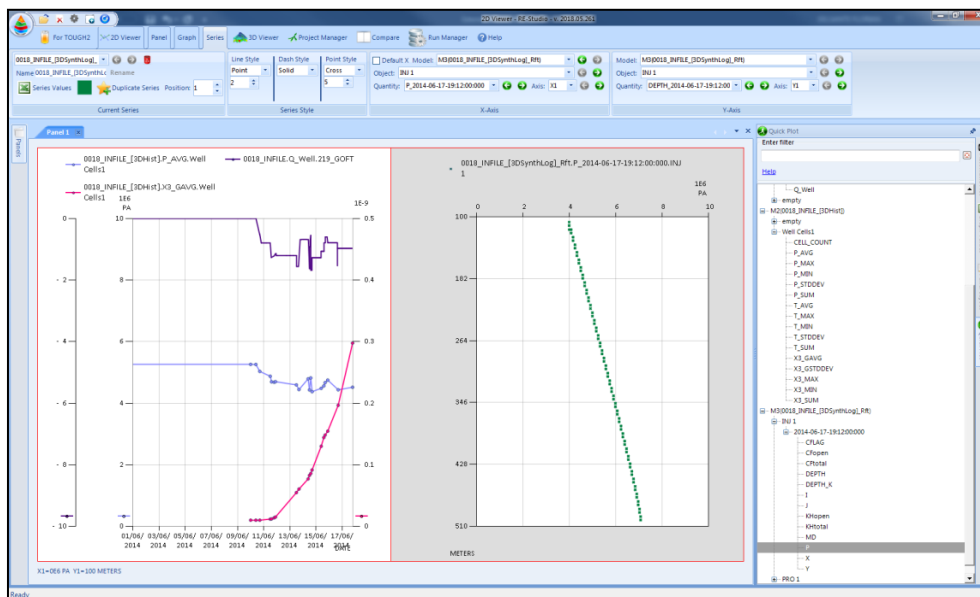 2D Viewer - RE-Studio - v. 2018.05.261
For TOUGH2 2D Viewer Panel Graph Series 3D Viewer Project Manager Compare Run Manager Help
0018_INFILE_[3DSynthLog]_
Name 0018_INFILE_[3DSynthLc Rename
Series Values Duplicate Series Position: 1
Current Series
Line Style Dash Style Point Style
Point Solid Cross
2 5
Series Style
Default X Model: M3(0018_INFILE_[3DSynthLog]_Rft)
Object: INJ 1
Quantity: P_2014-06-17-19:12:00:000 Axis: X1
X-Axis
Model: M3(0018_INFILE_[3DSynthLog]_Rft)
Object: INJ 1
Quantity: DEPTH_2014-06-17-19:12:00 Axis: Y1
Y-Axis
Panels
Panel 1
0018_INFILE_[3DHist].P_AVG.Well
Cells1
0018_INFILE.Q_Well.219_GOFT
0018_INFILE_[3DHist].X3_GAVG.Well
Cells1
1E6
PA
1E-9
0
- 2
- 4
- 6
- 8
- 10
10
8
6
4
2
0
0.5
0.4
0.3
0.2
0.1
0
01/06/ 03/06/ 05/06/ 07/06/ 09/06/ 11/06/ 13/06/ 15/06/ 17/06/
2014 2014 2014 2014 2014 2014 2014 2014 2014
DATE
0018_INFILE_[3DSynthLog]_Rft.P_2014-06-17-19:12:00:000.INJ
1
1E6
PA
0 2 4 6 8 10
100
182
264
346
428
510
METERS
X1=0E6 PA Y1=100 METERS
Quick Plot
Enter filter
Help
Q_Well
empty
M2(0018_INFILE_[3DHist])
empty
Well Cells1
CELL_COUNT
P_AVG
P_MAX
P_MIN
P_STDDEV
P_SUM
T_AVG
T_MAX
T_MIN
T_STDDEV
T_SUM
X3_GAVG
X3_GSTDDEV
X3_MAX
X3_MIN
X3_SUM
M3(0018_INFILE_[3DSynthLog]_Rft)
INJ 1
2014-06-17-19:12:00:000
CFLAG
CFopen
CFtotal
DEPTH
DEPTH_K
I
J
KHopen
KHtotal
MD
P
X
Y
PRO 1
Ready